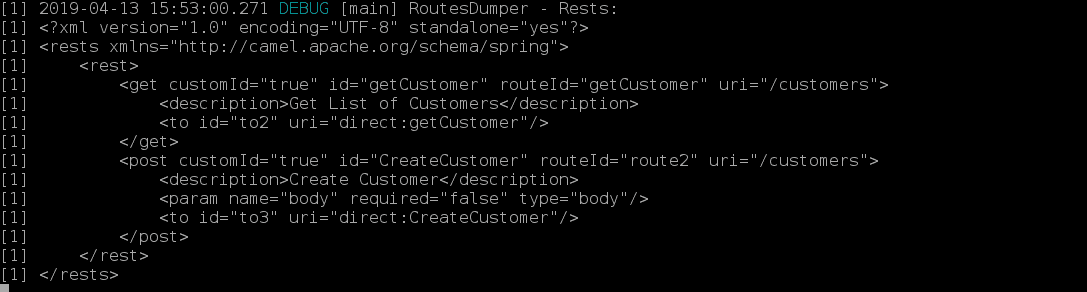 [1] 2019-04-13 15:53:00.271 DEBUG [main] RoutesDumper - Rests:
[1] <?xml version="1.0" encoding="UTF-8" standalone="yes"?>
[1] <rests xmlns="http://camel.apache.org/schema/spring">
[1]     <rest>
[1]         <get customId="true" id="getCustomer" routeId="getCustomer" uri="/customers">
[1]             <description>Get List of Customers</description>
[1]             <to id="to2" uri="direct:getCustomer"/>
[1]         </get>
[1]         <post customId="true" id="CreateCustomer" routeId="route2" uri="/customers">
[1]             <description>Create Customer</description>
[1]             <param name="body" required="false" type="body"/>
[1]             <to id="to3" uri="direct:CreateCustomer"/>
[1]         </post>
[1]     </rest>
[1] </rests>